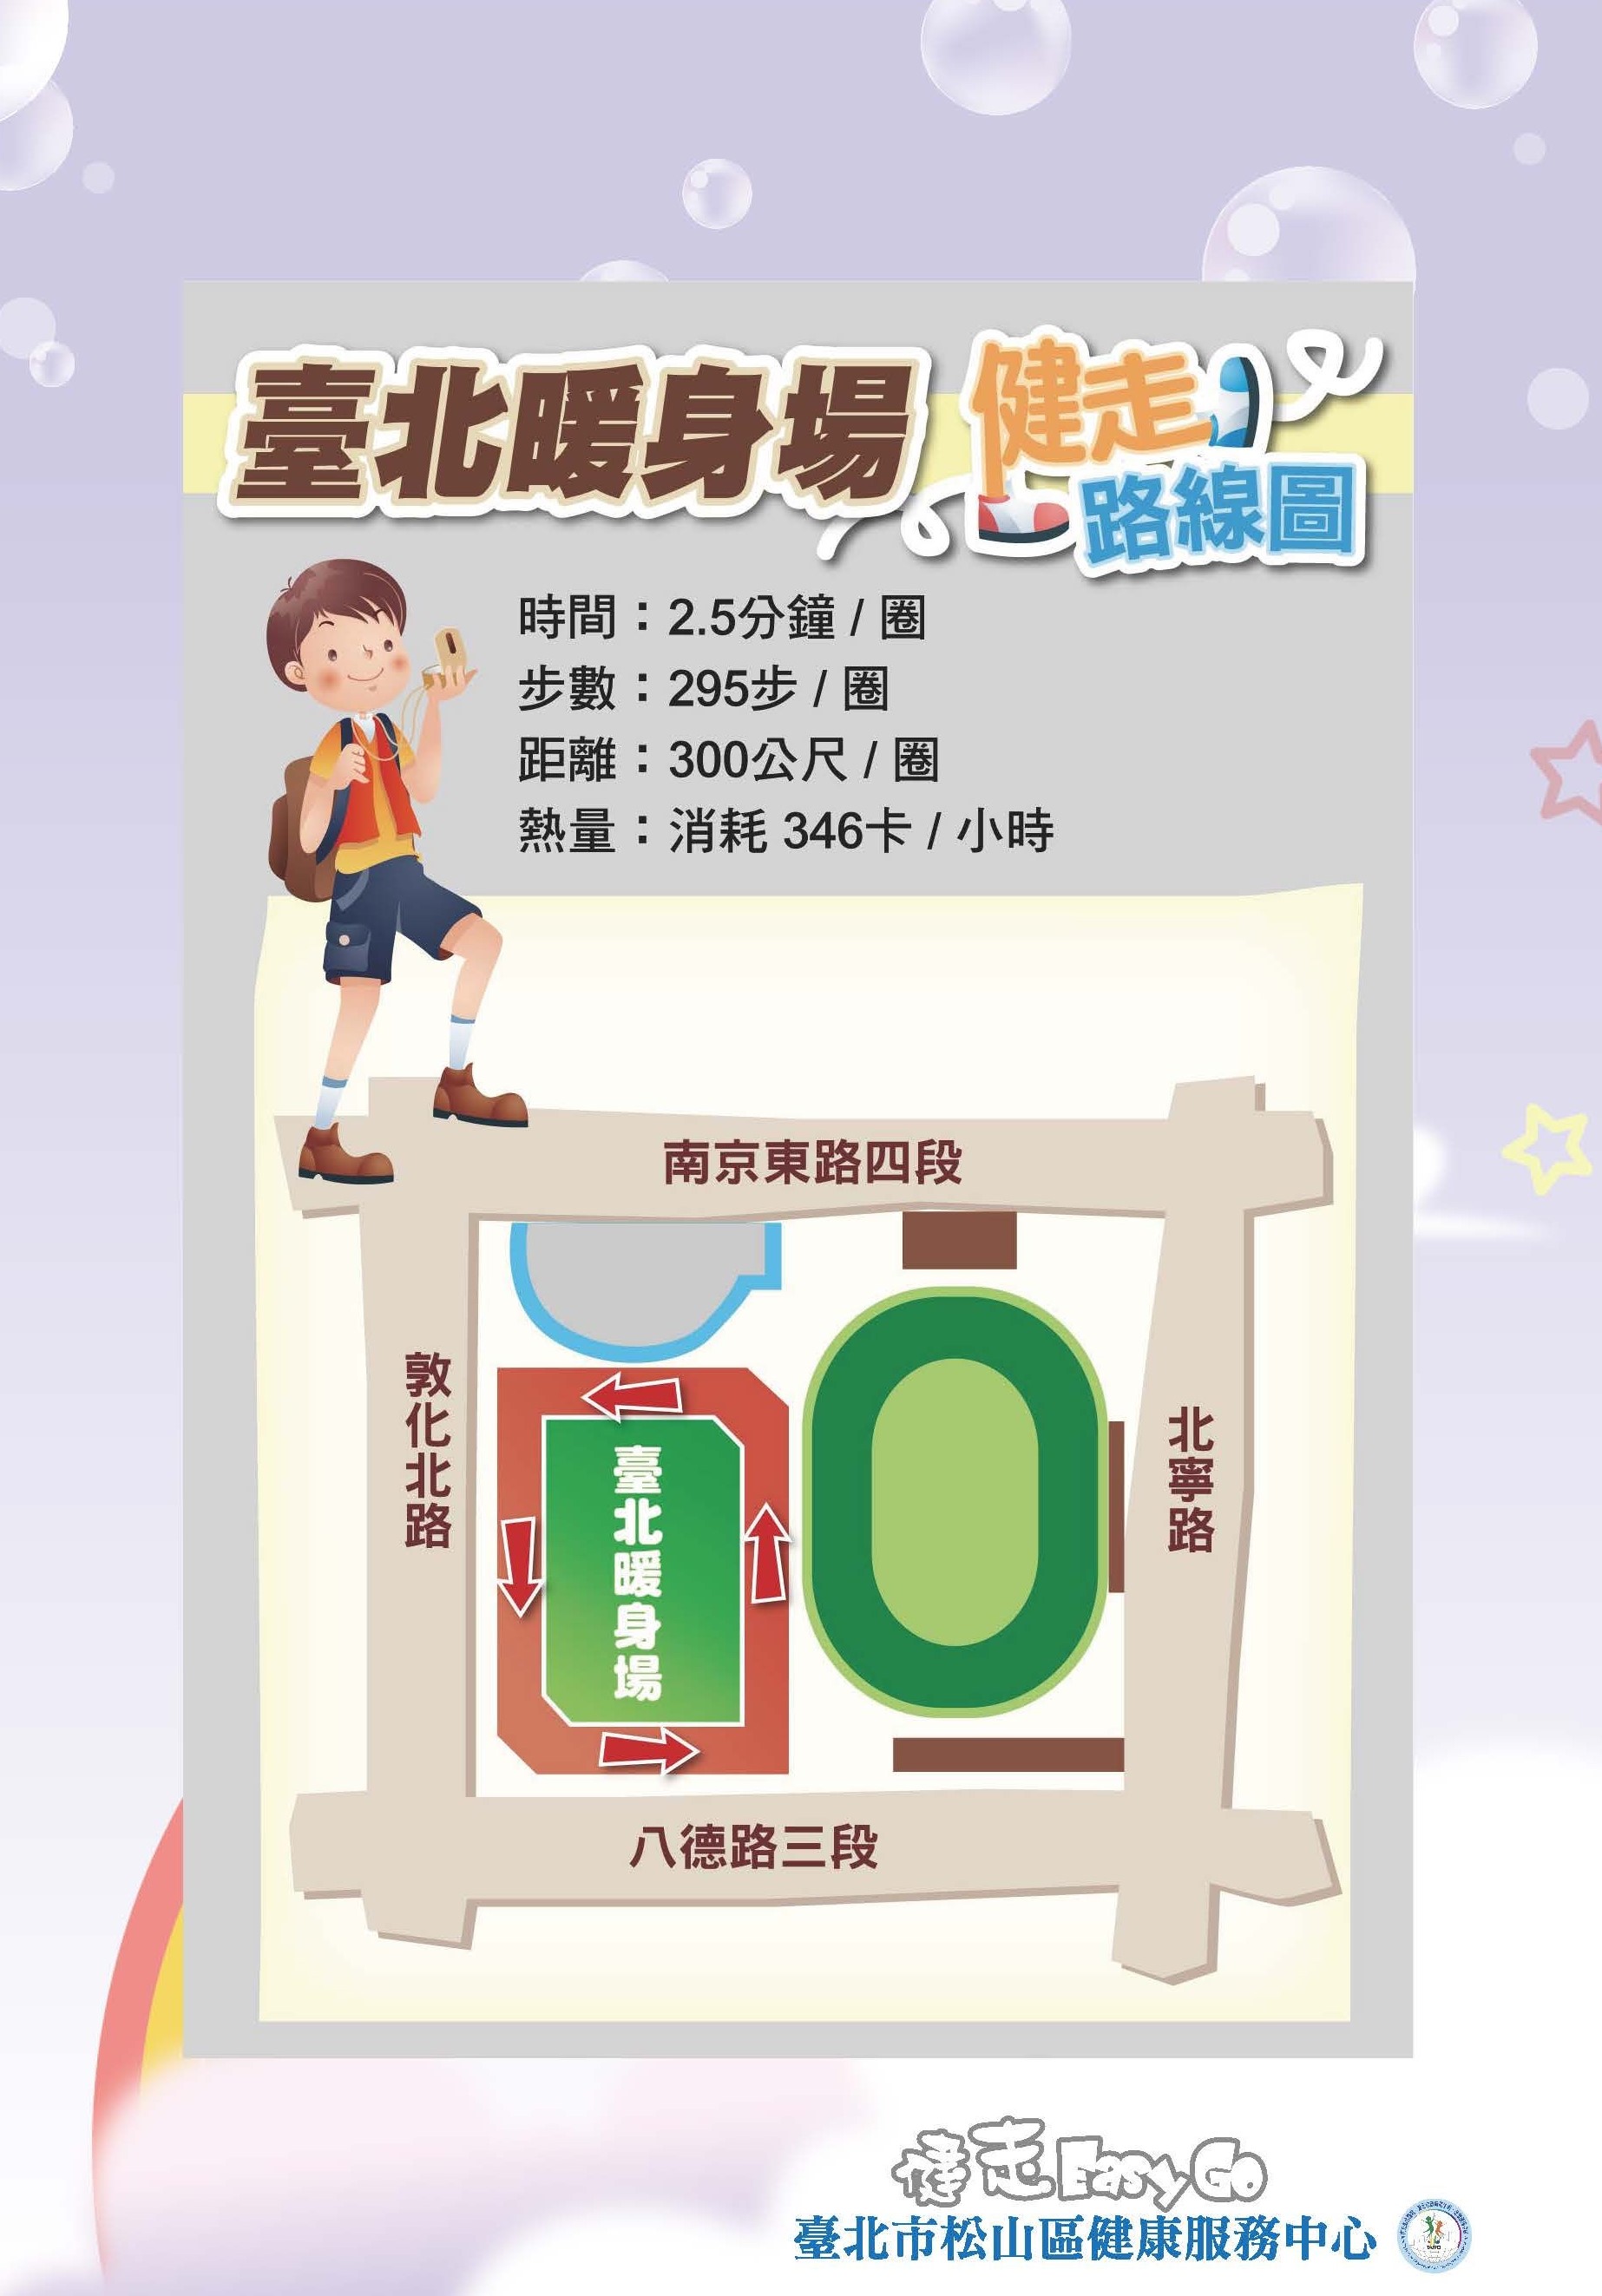 臺北暖身場
健走
路線圖
時間：2.5分鐘 / 圈
步數：295步 / 圈
距離：300公尺 / 圈
熱量：消耗 346卡 / 小時
南京東路四段
敦化北路
臺北暖身場
北寧路
八德路三段
健走EasyGo
臺北市松山區健康服務中心